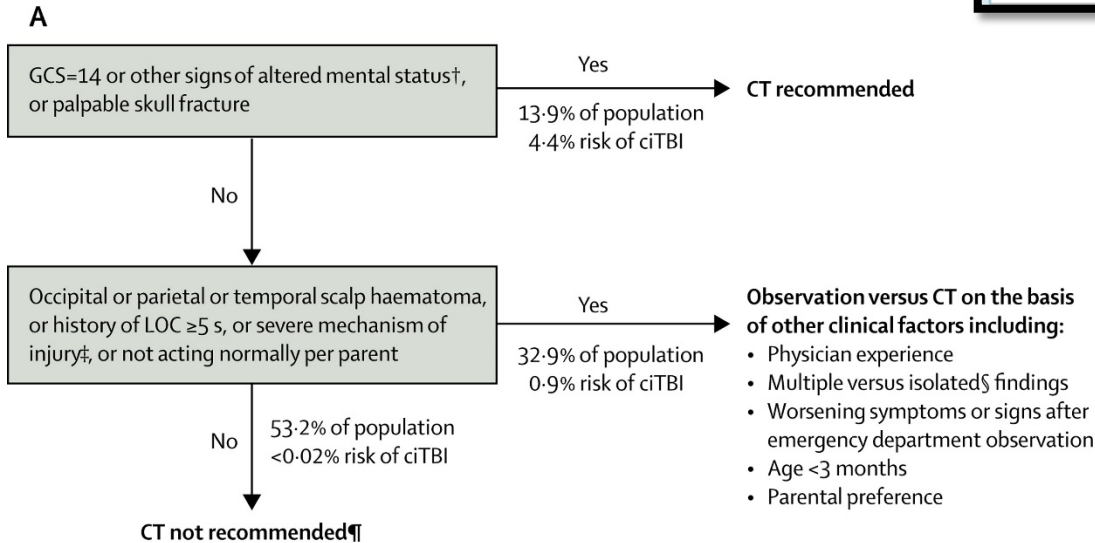 A
GCS=14 or other signs of altered mental status†,
or palpable skull fracture
Yes
13·9% of population
4·4% risk of ciTBI
CT recommended
No
Occipital or parietal or temporal scalp haematoma,
or history of LOC ≥5 s, or severe mechanism of
injury‡, or not acting normally per parent
Yes
32·9% of population
0·9% risk of ciTBI
Observation versus CT on the basis
of other clinical factors including:
• Physician experience
• Multiple versus isolated§ findings
• Worsening symptoms or signs after
emergency department observation
• Age <3 months
• Parental preference
No
53·2% of population
<0·02% risk of ciTBI
CT not recommended¶